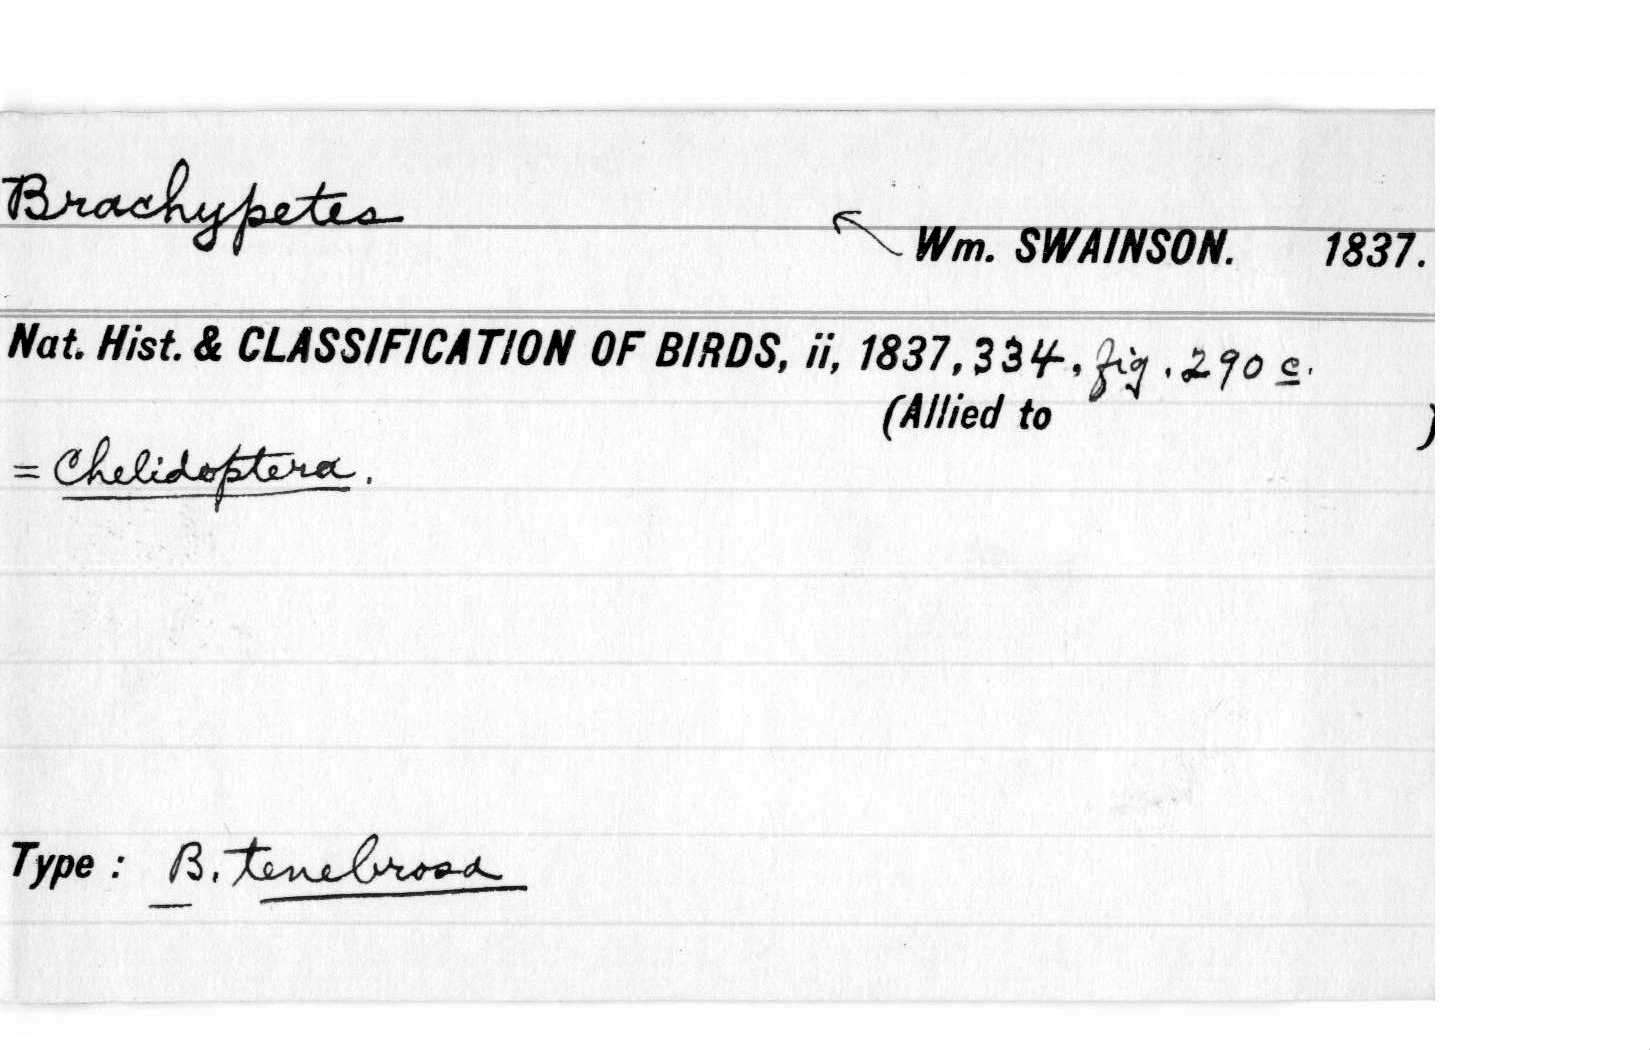 Brachypetes
Wm. SWAINSON. 1837.
Nat. Hist. & CLASSIFICATION OF BIRDS, ii, 1837, 334, fig. 290 c.
(Allied to )
= Chelidoptera.
Type : B. tenebrosa